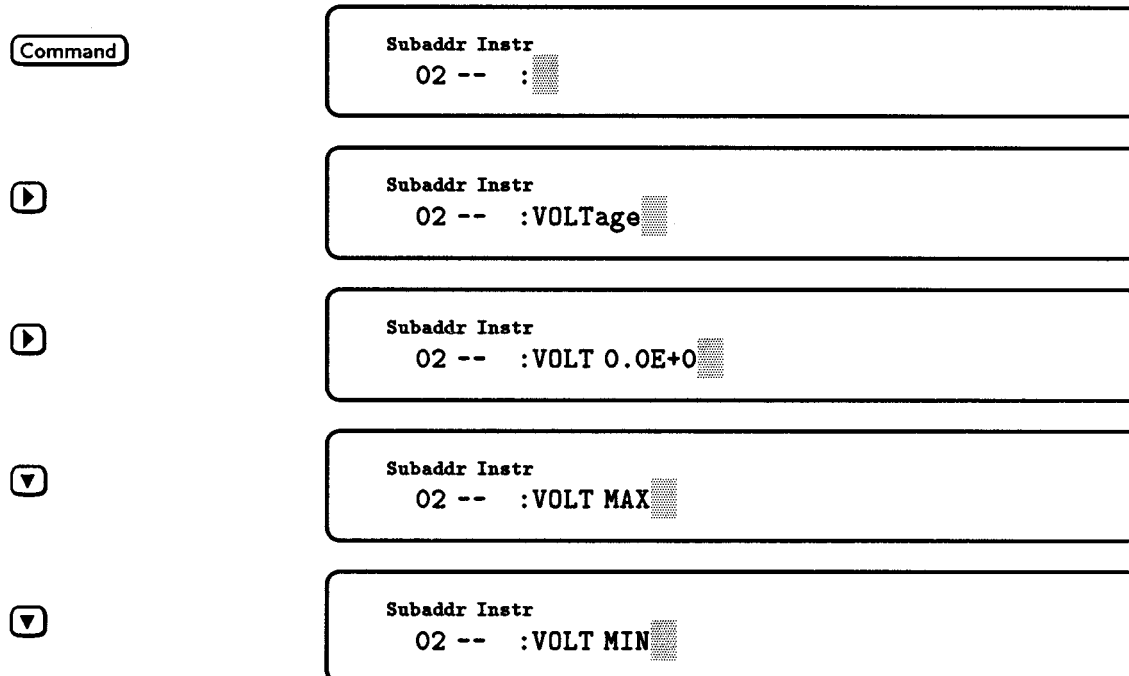 Command
Subaddr Instr
02 -- :
Subaddr Instr
02 -- :VOLTage
Subaddr Instr
02 -- :VOLT 0.0E+0
Subaddr Instr
02 -- :VOLT MAX
Subaddr Instr
02 -- :VOLT MIN